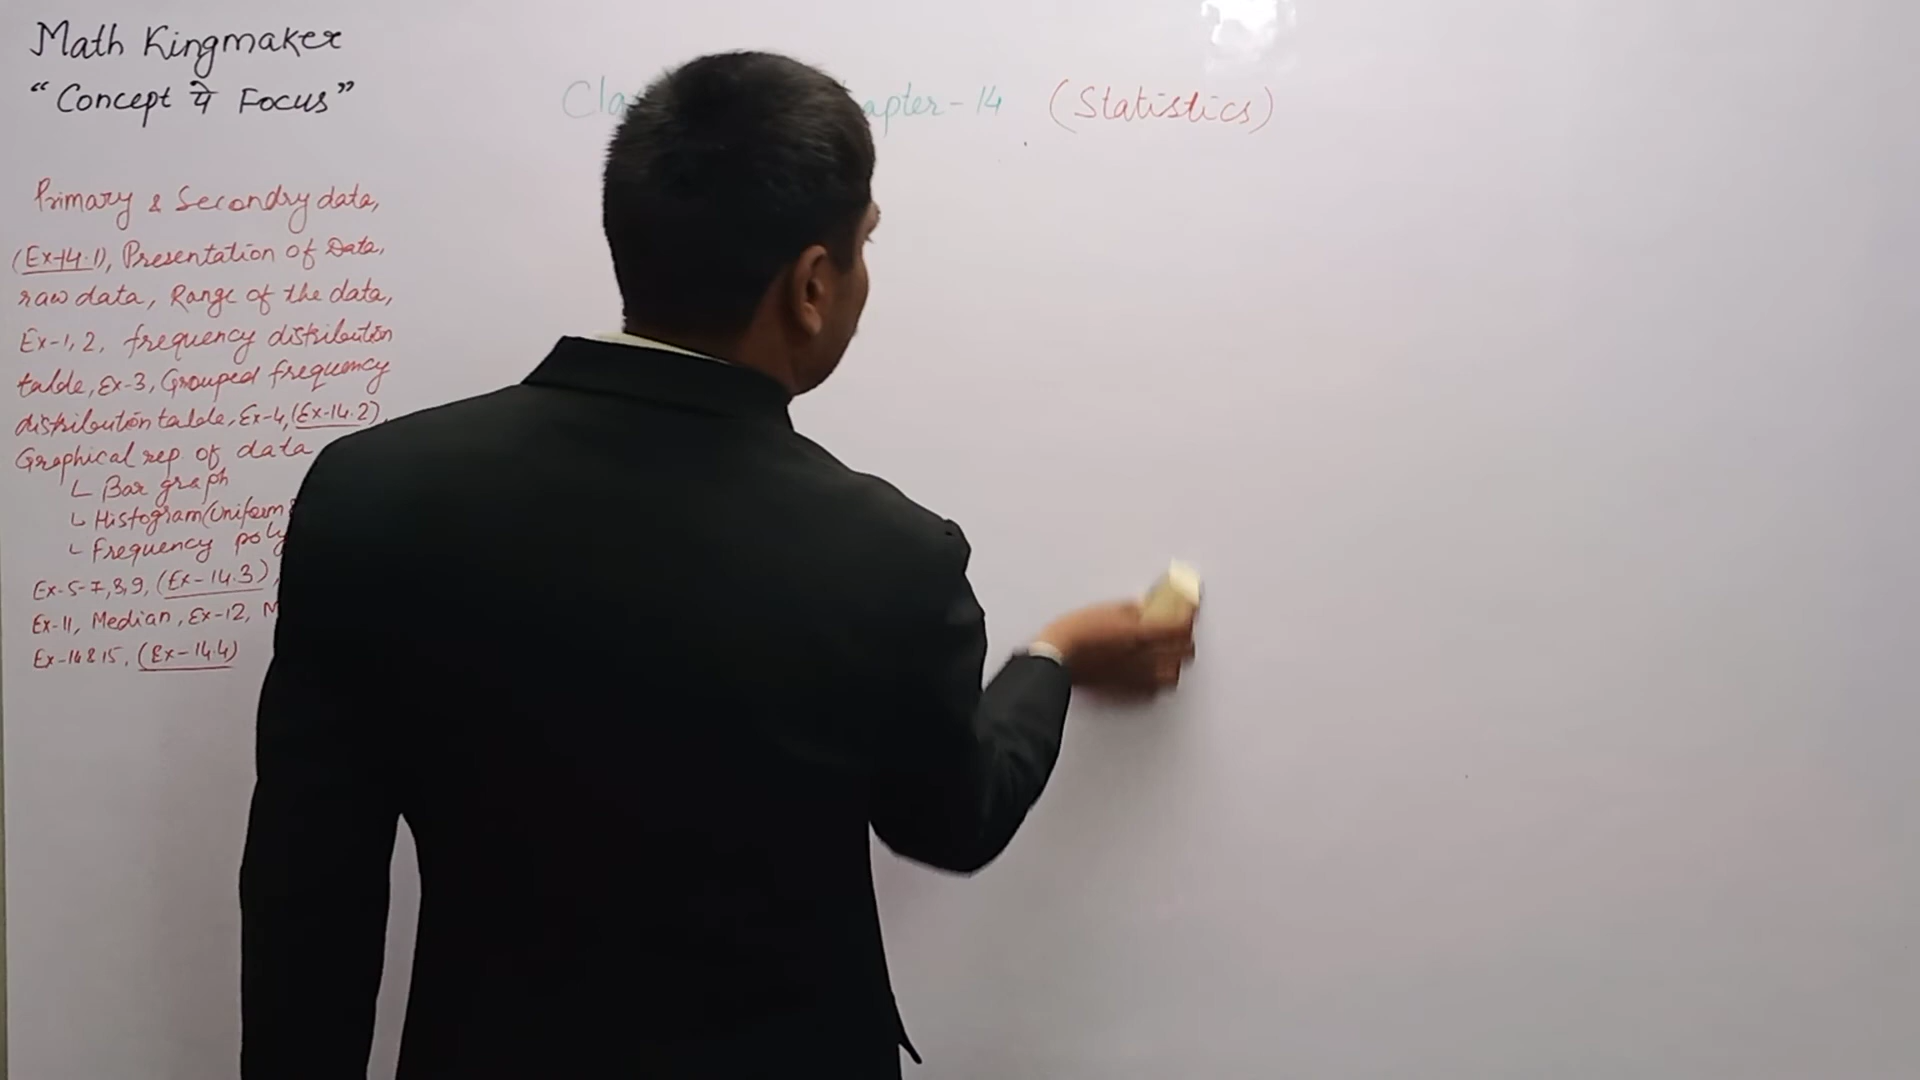 Math Kingmaker
"Concept पे Focus"
Chapter-14 (Statistics)
Primary & Secondry data,
(Ex-14.1), Presentation of Data,
raw data, Range of the data,
Ex-1, 2, frequency distribution
table, Ex-3, Grouped frequency
distribution table, Ex-4, (Ex-14.2),
Graphical rep. of data
Bar graph
Histogram (Uniform
Frequency poly
Ex-5-7,8,9, (Ex-14.3),
Ex-11, Median, Ex-12, M
Ex-14&15, (Ex-14.4)